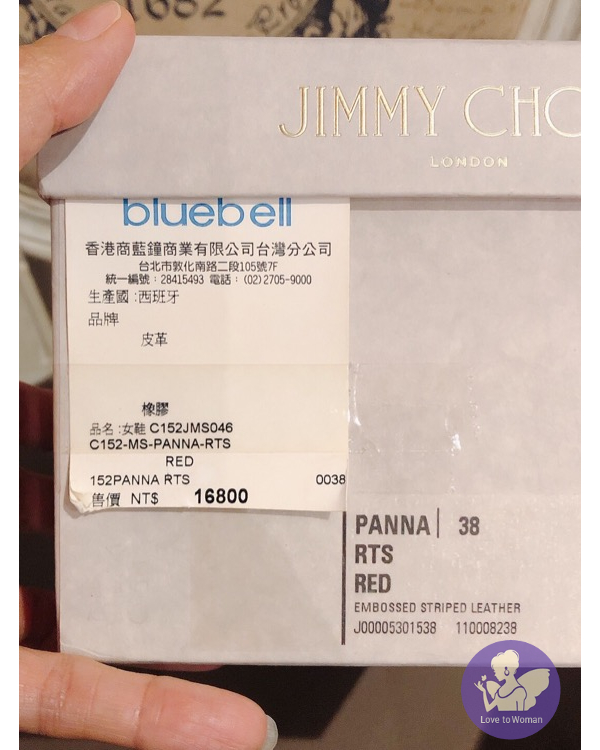 1682
JIMMY CHO
LONDON
bluebell
香港商藍鐘商業有限公司台灣分公司
台北市敦化南路二段105號7F
統一編號：28415493 電話：(02)2705-9000
生產國:西班牙
品牌
皮革
橡膠
品名:女鞋 C152JMS046
C152-MS-PANNA-RTS
RED
152PANNA RTS 0038
售價 NT$ 16800
PANNA 38
RTS
RED
EMBOSSED STRIPED LEATHER
J00005301538 110008238
Love to Woman